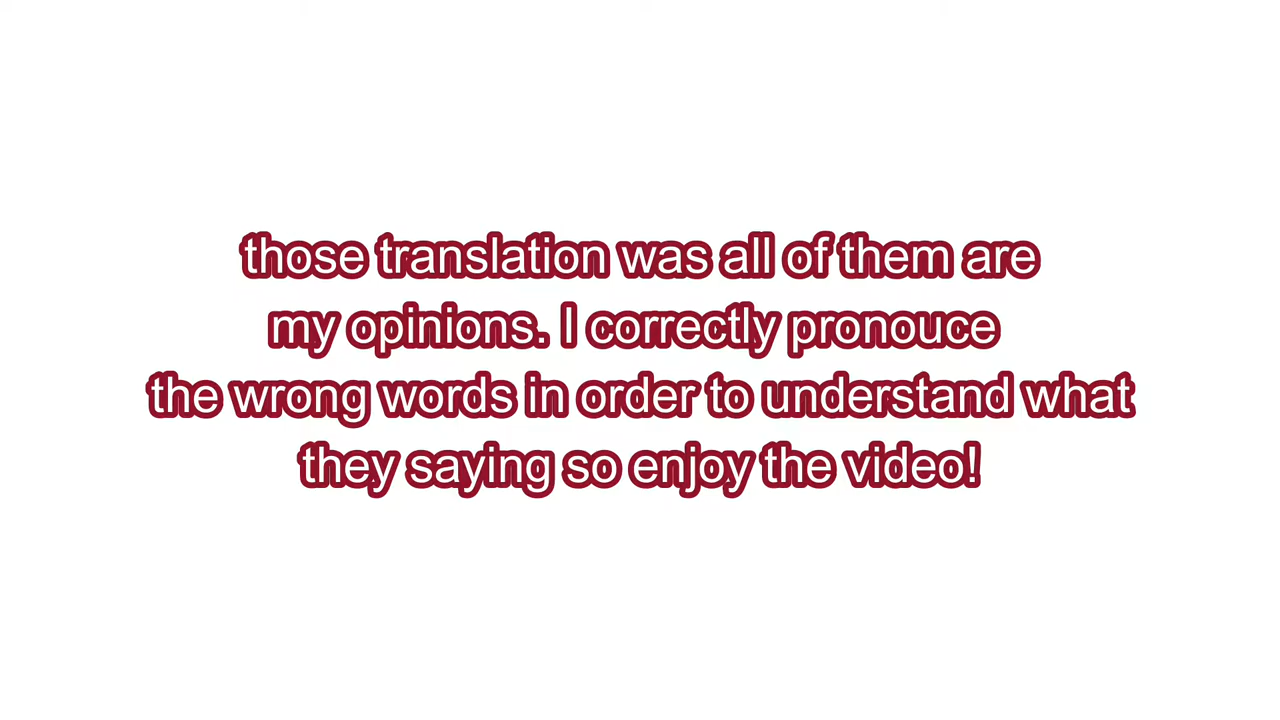 those translation was all of them are
my opinions. I correctly pronouce
the wrong words in order to understand what
they saying so enjoy the video!